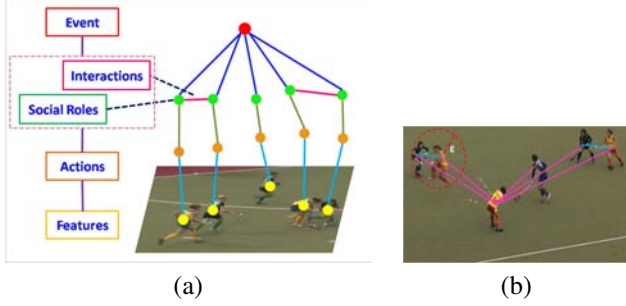 Event
Interactions
Social Roles
Actions
Features
(a)
(b)